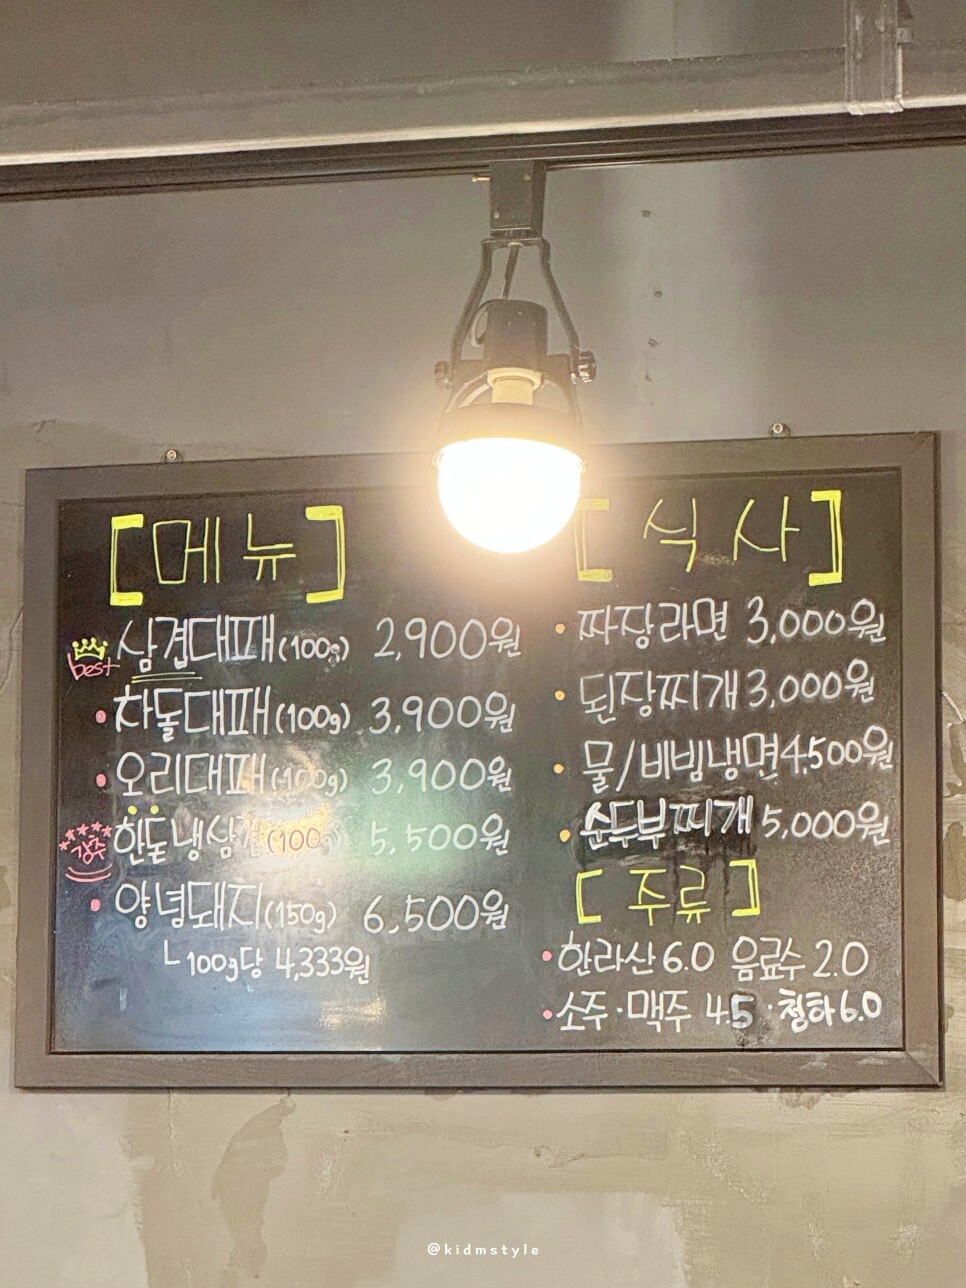 [메뉴]
best 삼겹대패(100g) 2,900원
차돌대패(100g) 3,900원
오리대패(100g) 3,900원
강추 한돈냉삼겹(100 5,500원
양념돼지(150g) 6,500원
ㄴ100g당 4,333원
[식사]
짜장라면 3,000원
된장찌개 3,000원
물/비빔냉면 4,500원
순두부찌개 5,000원
[주류]
한라산 6.0 음료수 2.0
소주·맥주 4.5·청하 6.0
@kidmstyle